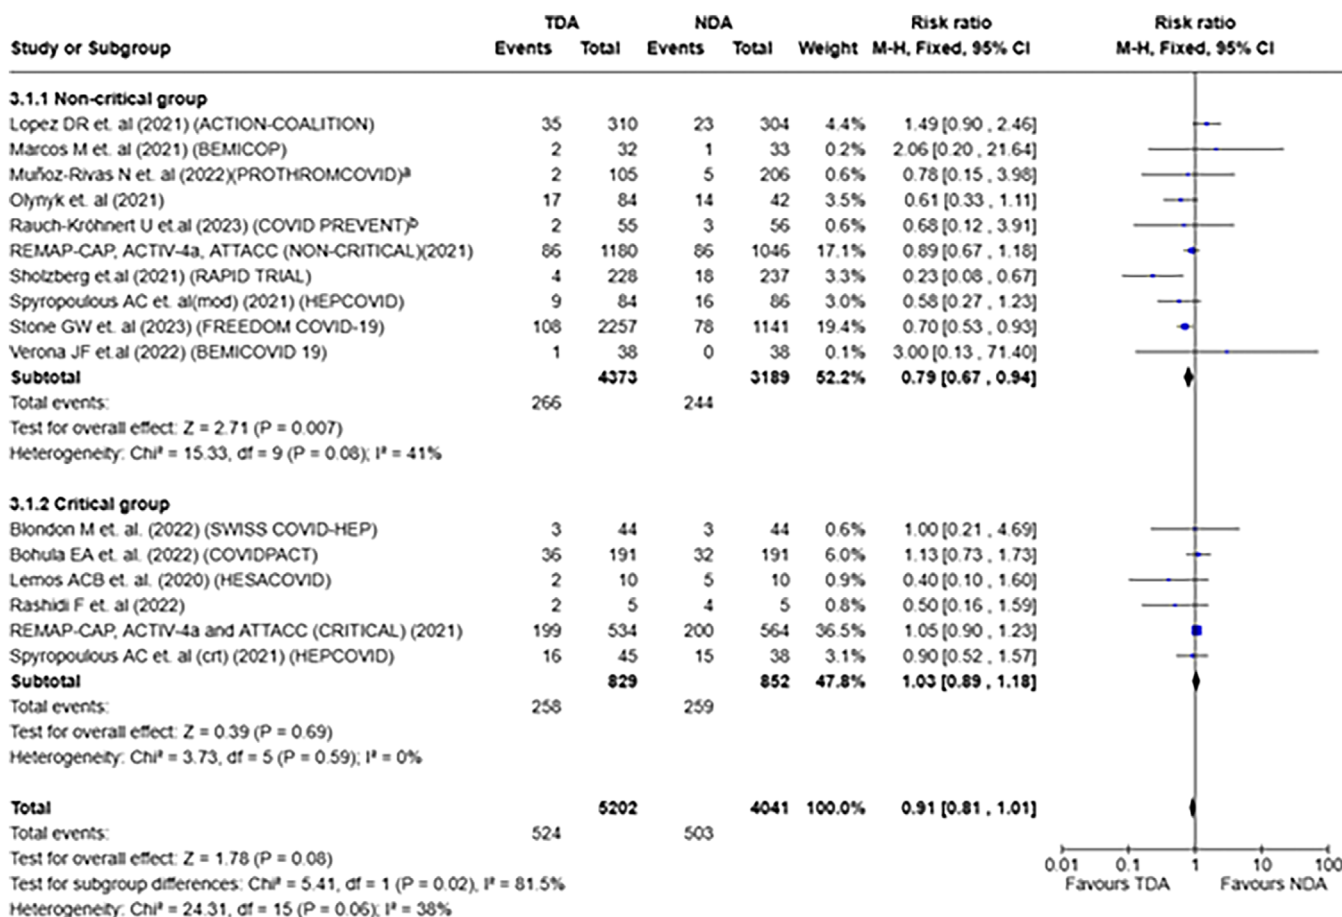 TDA NDA Risk ratio Risk ratio
Study or Subgroup Events Total Events Total Weight M-H, Fixed, 95% CI M-H, Fixed, 95% CI
3.1.1 Non-critical group
Lopez DR et. al (2021) (ACTION-COALITION) 35 310 23 304 4.4% 1.49 [0.90 , 2.46]
Marcos M et. al (2021) (BEMICOP) 2 32 1 33 0.2% 2.06 [0.20 , 21.64]
Muñoz-Rivas N et. al (2022)(PROTHROMCOVID)ª 2 105 5 206 0.78 [0.15 , 3.98]
Olynyk et. al (2021) 17 84 14 42 0.61 [0.33 , 1.11]
Rauch-Kröhnert U et.al (2023) (COVID PREVENT)ᵇ 2 55 3 56 0.68 [0.12 , 3.91]
REMAP-CAP, ACTIV-4a, ATTACC (NON-CRITICAL)(2021) 86 1180 86 1046 17.1% 0.89 [0.67 , 1.18]
Sholzberg et.al (2021) (RAPID TRIAL) 4 228 18 237 3.3% 0.23 [0.08 , 0.67]
Spyropoulous AC et. al(mod) (2021) (HEPCOVID) 9 84 16 86 3.0% 0.58 [0.27 , 1.23]
Stone GW et. al (2023) (FREEDOM COVID-19) 108 2257 78 1141 19.4% 0.70 [0.53 , 0.93]
Verona JF et.al (2022) (BEMICOVID 19) 1 38 0 38 0.1% 3.00 [0.13 , 71.40]
Subtotal 4373 3189 52.2% 0.79 [0.67 , 0.94]
Total events: 266 244
Test for overall effect: Z = 2.71 (P = 0.007)
Heterogeneity: Chi² = 15.33, df = 9 (P = 0.08); I² = 41%
3.1.2 Critical group
Blondon M et. al. (2022) (SWISS COVID-HEP) 3 44 3 44 0.6% 1.00 [0.21 , 4.69]
Bohula EA et. al. (2022) (COVIDPACT) 36 191 32 191 6.0% 1.13 [0.73 , 1.73]
Lemos ACB et. al. (2020) (HESACOVID) 2 10 5 10 0.9% 0.40 [0.10 , 1.60]
Rashidi F et. al (2022) 2 5 4 5 0.8% 0.50 [0.16 , 1.59]
REMAP-CAP, ACTIV-4a and ATTACC (CRITICAL) (2021) 199 534 200 564 36.5% 1.05 [0.90 , 1.23]
Spyropoulous AC et. al (crt) (2021) (HEPCOVID) 16 45 15 38 3.1% 0.90 [0.52 , 1.57]
Subtotal 829 852 47.8% 1.03 [0.89 , 1.18]
Total events: 258 259
Test for overall effect: Z = 0.39 (P = 0.69)
Heterogeneity: Chi² = 3.73, df = 5 (P = 0.59); I² = 0%
Total 5202 4041 100.0% 0.91 [0.81 , 1.01]
Total events: 524 503
Test for overall effect: Z = 1.78 (P = 0.08)
Test for subgroup differences: Chi² = 5.41, df = 1 (P = 0.02), I² = 81.5%
Heterogeneity: Chi² = 24.31, df = 15 (P = 0.06); I² = 38%
0.01 0.1 1 10 100
Favours TDA Favours NDA